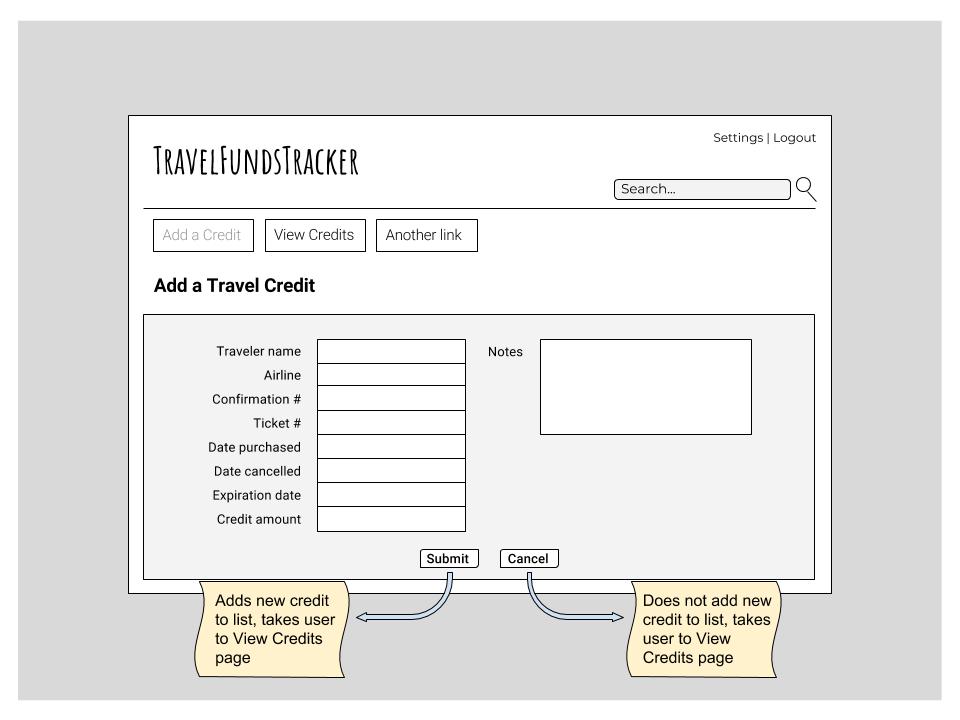 Settings | Logout
TravelFundsTracker
Search...
Add a Credit
View Credits
Another link
Add a Travel Credit
Traveler name
Airline
Confirmation #
Ticket #
Date purchased
Date cancelled
Expiration date
Credit amount
Notes
Submit
Cancel
Adds new credit
to list, takes user
to View Credits
page
Does not add new
credit to list, takes
user to View
Credits page